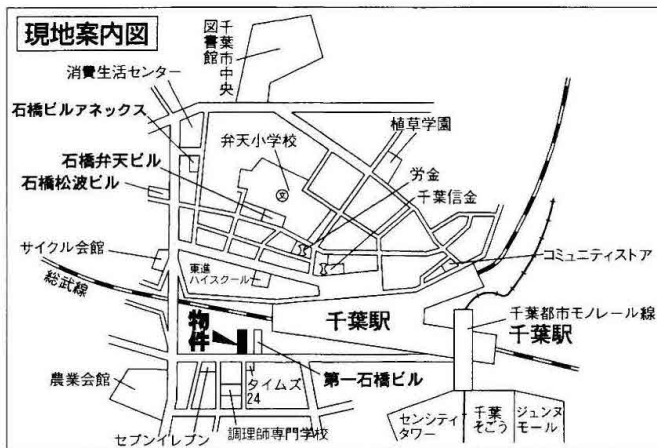 現地案内図
千葉市中央
図書館
消費生活センター
石橋ビルアネックス
弁天小学校
植草学園
石橋弁天ビル
労金
石橋松波ビル
千葉信金
文
サイクル会館
東進
ハイスクール
コミュニティストア
総武線
千葉都市モノレール線
千葉駅
千葉駅
物件
農業会館
タイムズ
24
第一石橋ビル
セブンイレブン
調理師専門学校
センシティ
タワー
千葉
そごう
ジュンヌ
モール